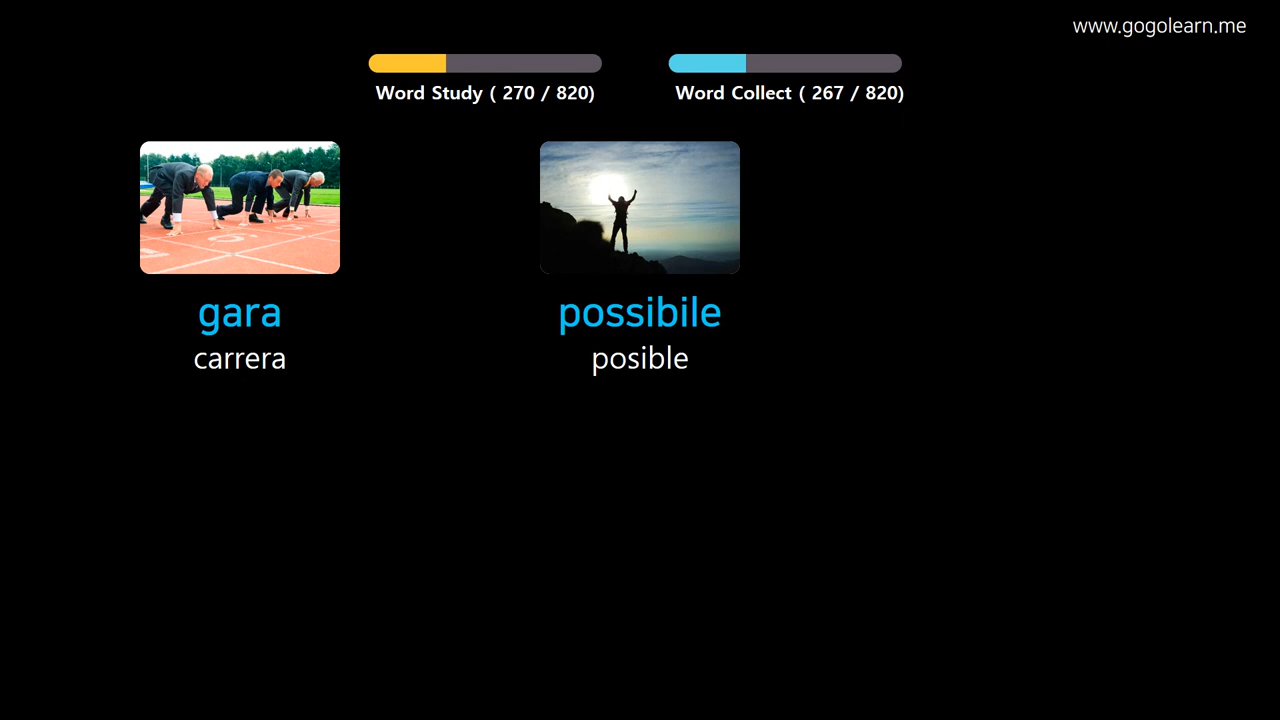 www.gogolearn.me
Word Study ( 270 / 820)
Word Collect ( 267 / 820)
gara
carrera
possibile
posible